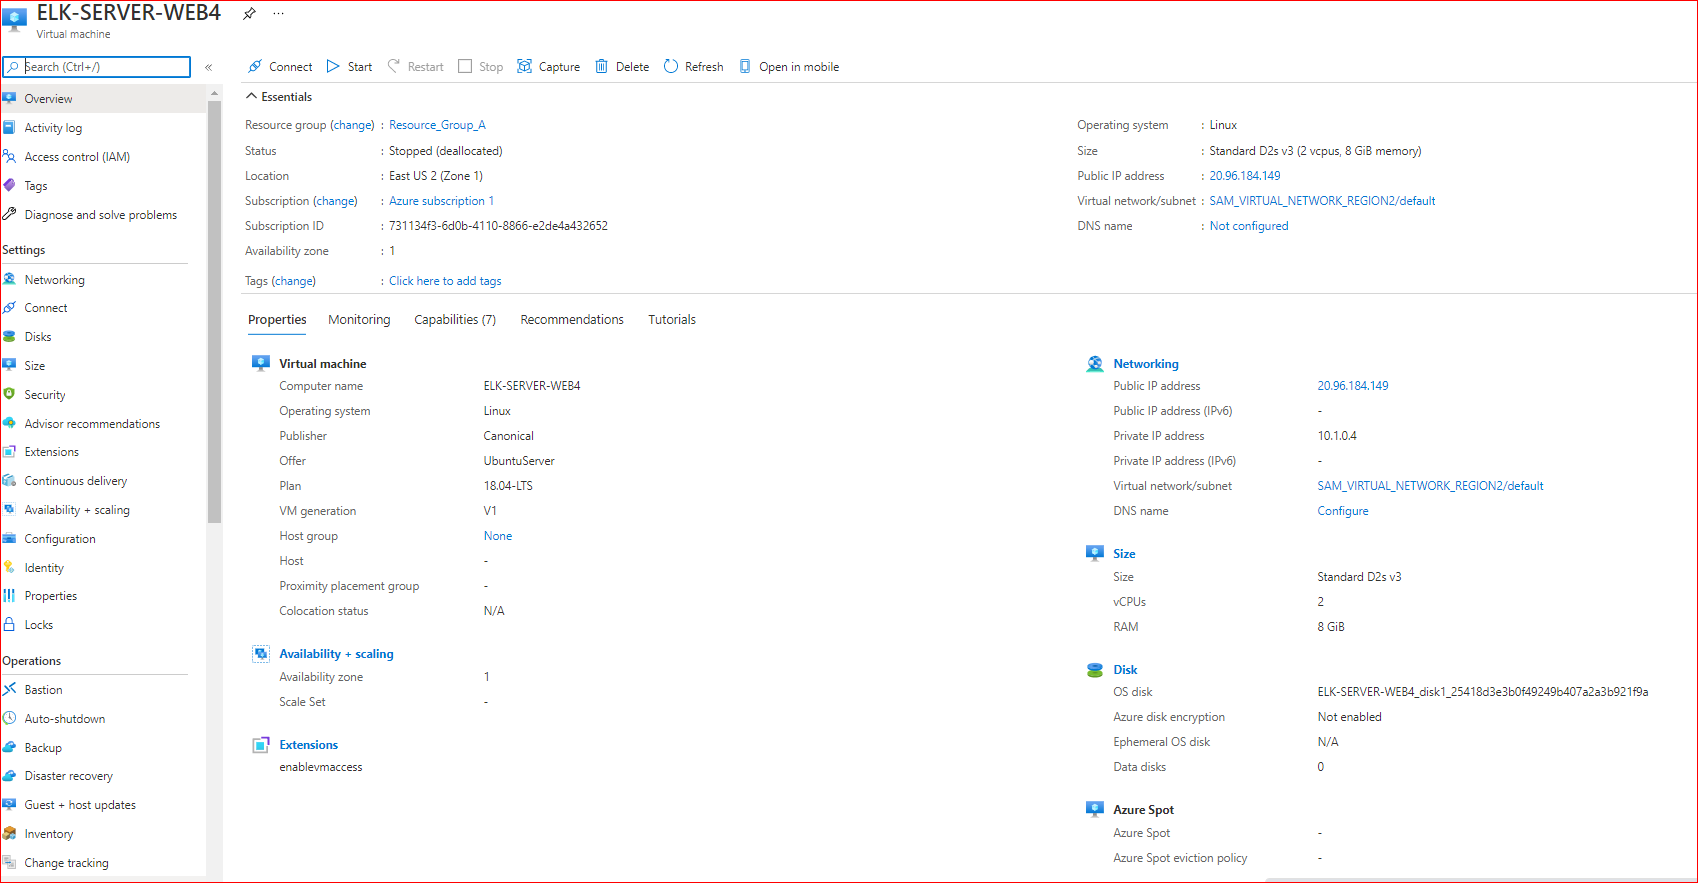 ELK-SERVER-WEB4 ...
Virtual machine
Search (Ctrl+/) «
Connect Start Restart Stop Capture Delete Refresh Open in mobile
Overview
Activity log
Access control (IAM)
Tags
Diagnose and solve problems
Settings
Networking
Connect
Disks
Size
Security
Advisor recommendations
Extensions
Continuous delivery
Availability + scaling
Configuration
Identity
Properties
Locks
Operations
Bastion
Auto-shutdown
Backup
Disaster recovery
Guest + host updates
Inventory
Change tracking
Essentials
Resource group (change) : Resource_Group_A
Status : Stopped (deallocated)
Location : East US 2 (Zone 1)
Subscription (change) : Azure subscription 1
Subscription ID : 731134f3-6d0b-4110-8866-e2de4a432652
Availability zone : 1
Tags (change) : Click here to add tags
Operating system : Linux
Size : Standard D2s v3 (2 vcpus, 8 GiB memory)
Public IP address : 20.96.184.149
Virtual network/subnet : SAM_VIRTUAL_NETWORK_REGION2/default
DNS name : Not configured
Properties Monitoring Capabilities (7) Recommendations Tutorials
Virtual machine
Computer name ELK-SERVER-WEB4
Operating system Linux
Publisher Canonical
Offer UbuntuServer
Plan 18.04-LTS
VM generation V1
Host group None
Host -
Proximity placement group -
Colocation status N/A
Availability + scaling
Availability zone 1
Scale Set -
Extensions
enablevmaccess
Networking
Public IP address 20.96.184.149
Public IP address (IPv6) -
Private IP address 10.1.0.4
Private IP address (IPv6) -
Virtual network/subnet SAM_VIRTUAL_NETWORK_REGION2/default
DNS name Configure
Size
Size Standard D2s v3
vCPUs 2
RAM 8 GiB
Disk
OS disk ELK-SERVER-WEB4_disk1_25418d3e3b0f49249b407a2a3b921f9a
Azure disk encryption Not enabled
Ephemeral OS disk N/A
Data disks 0
Azure Spot
Azure Spot -
Azure Spot eviction policy -